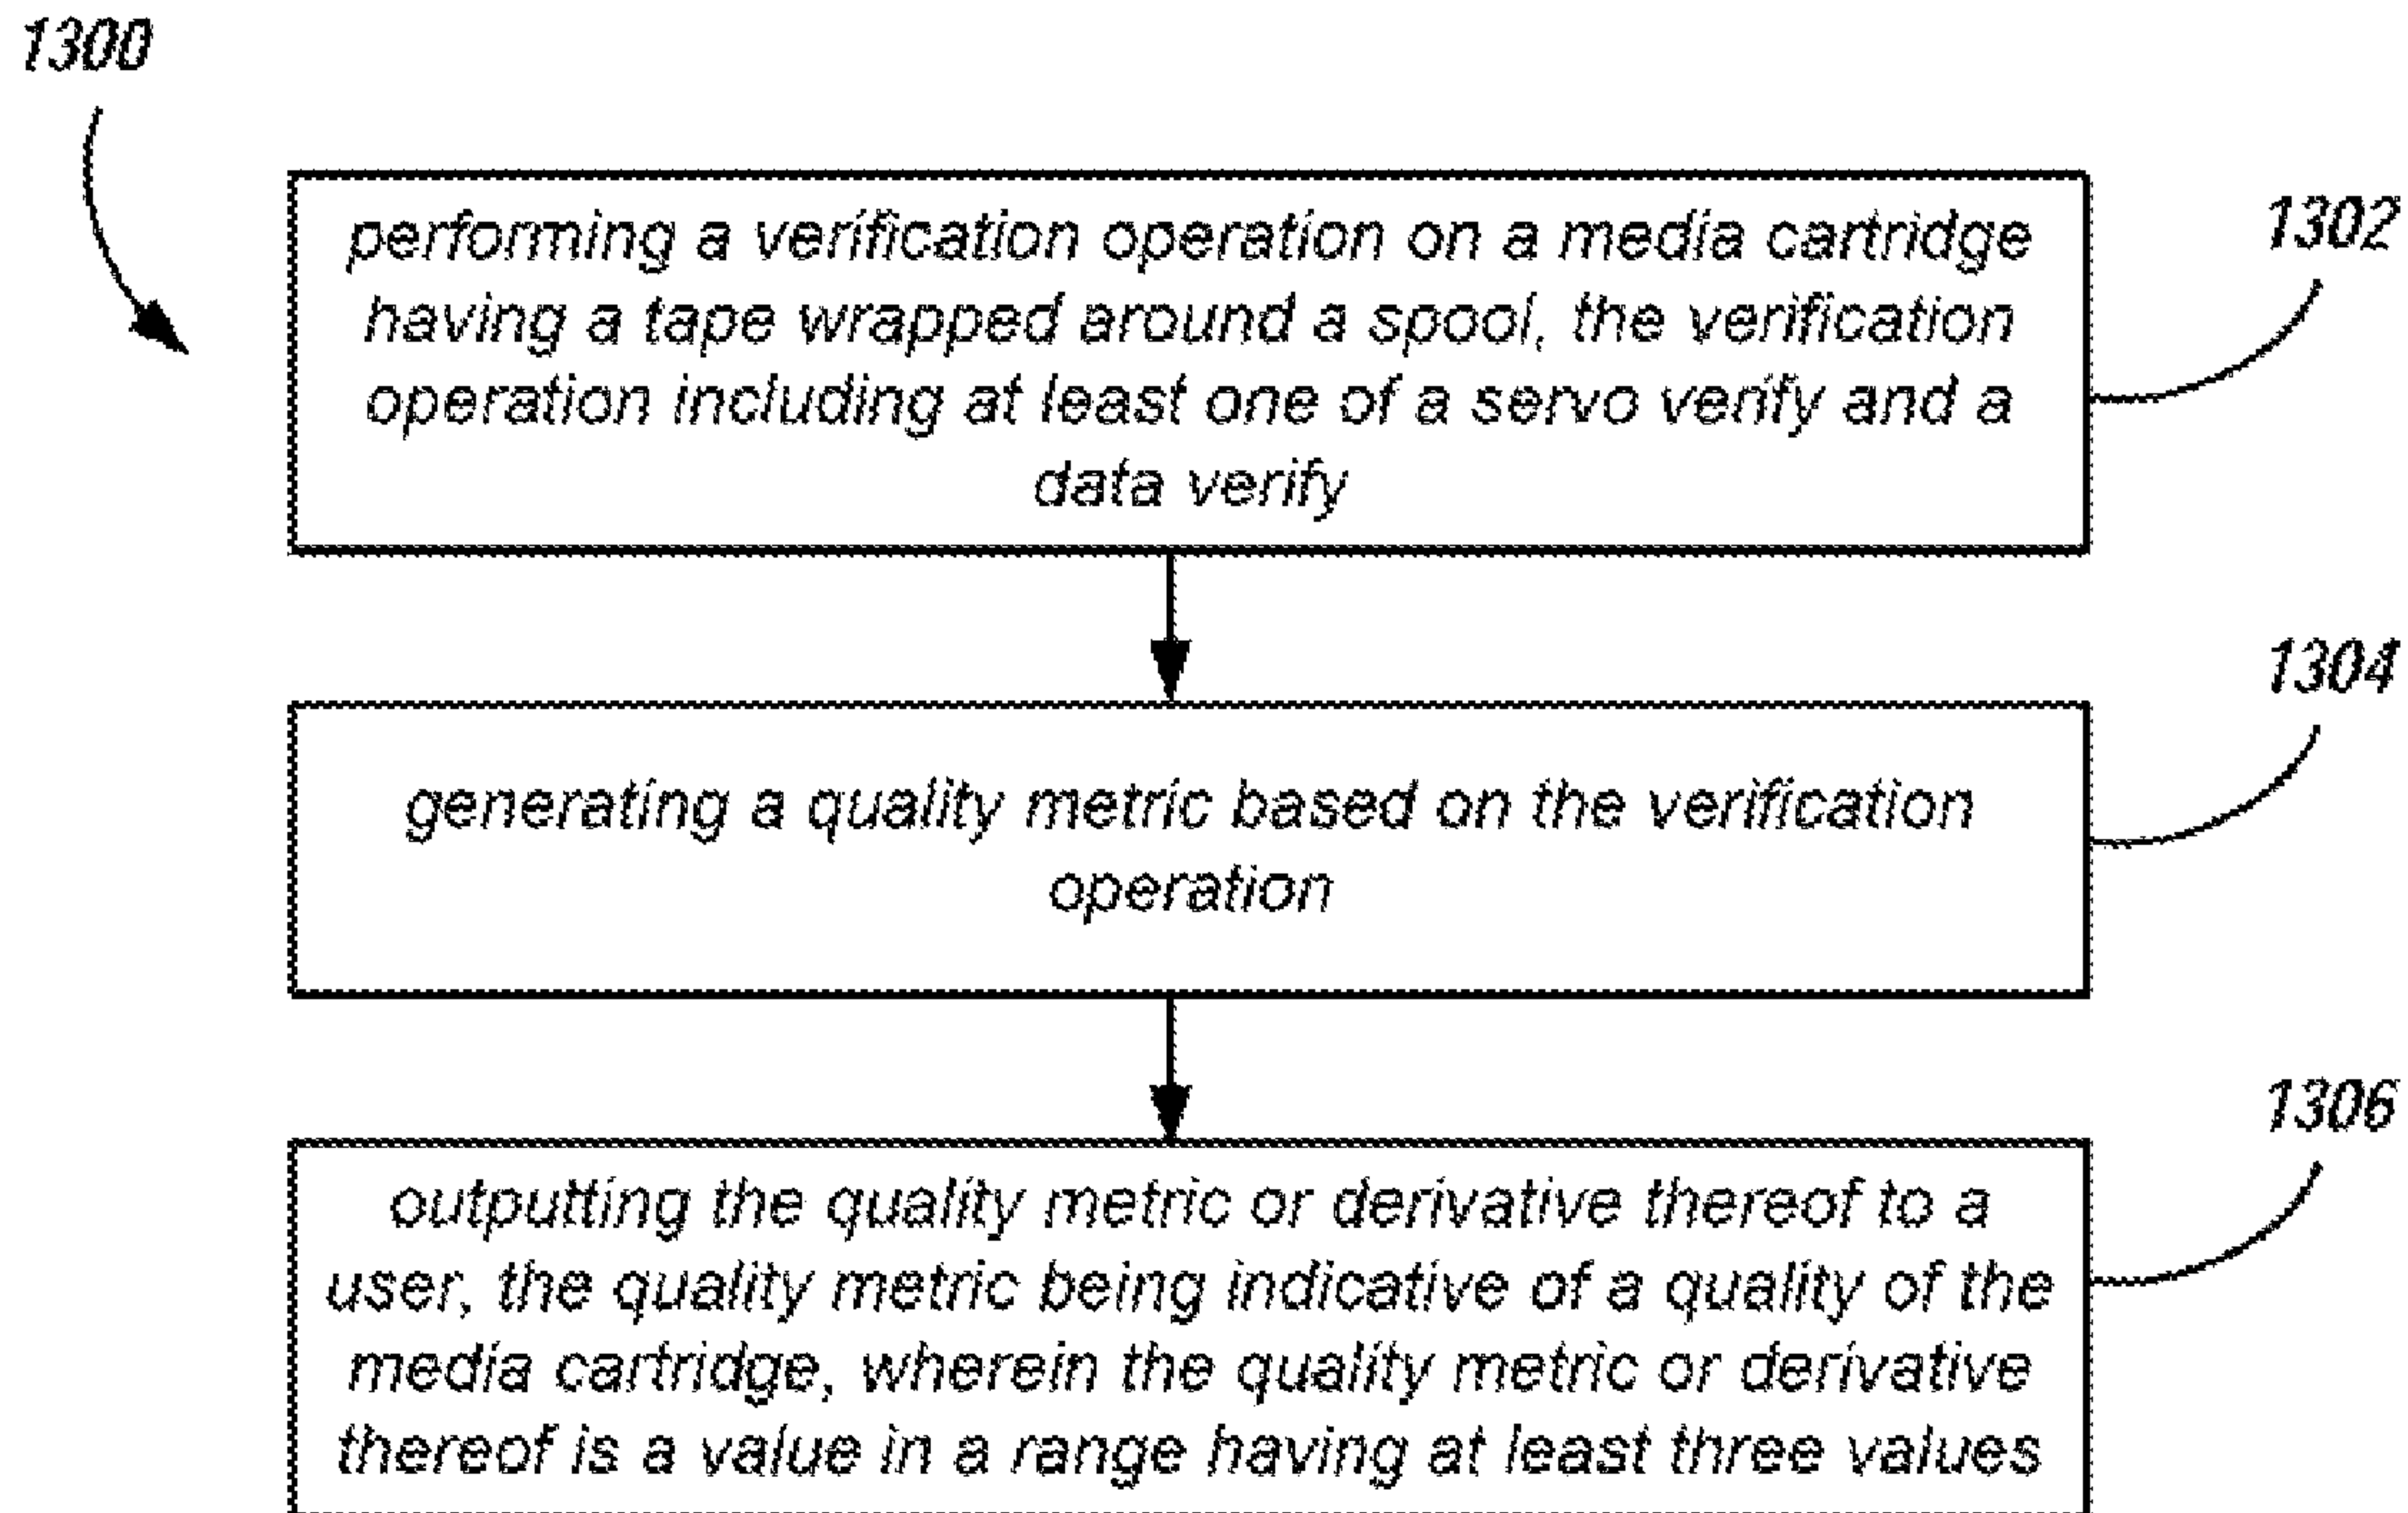 1300
performing a verification operation on a media cartridge
having a tape wrapped around a spool, the verification
operation including at least one of a servo verify and a
data verify
1302
generating a quality metric based on the verification
operation
1304
outputting the quality metric or derivative thereof to a
user, the quality metric being indicative of a quality of the
media cartridge, wherein the quality metric or derivative
thereof is a value in a range having at least three values
1306